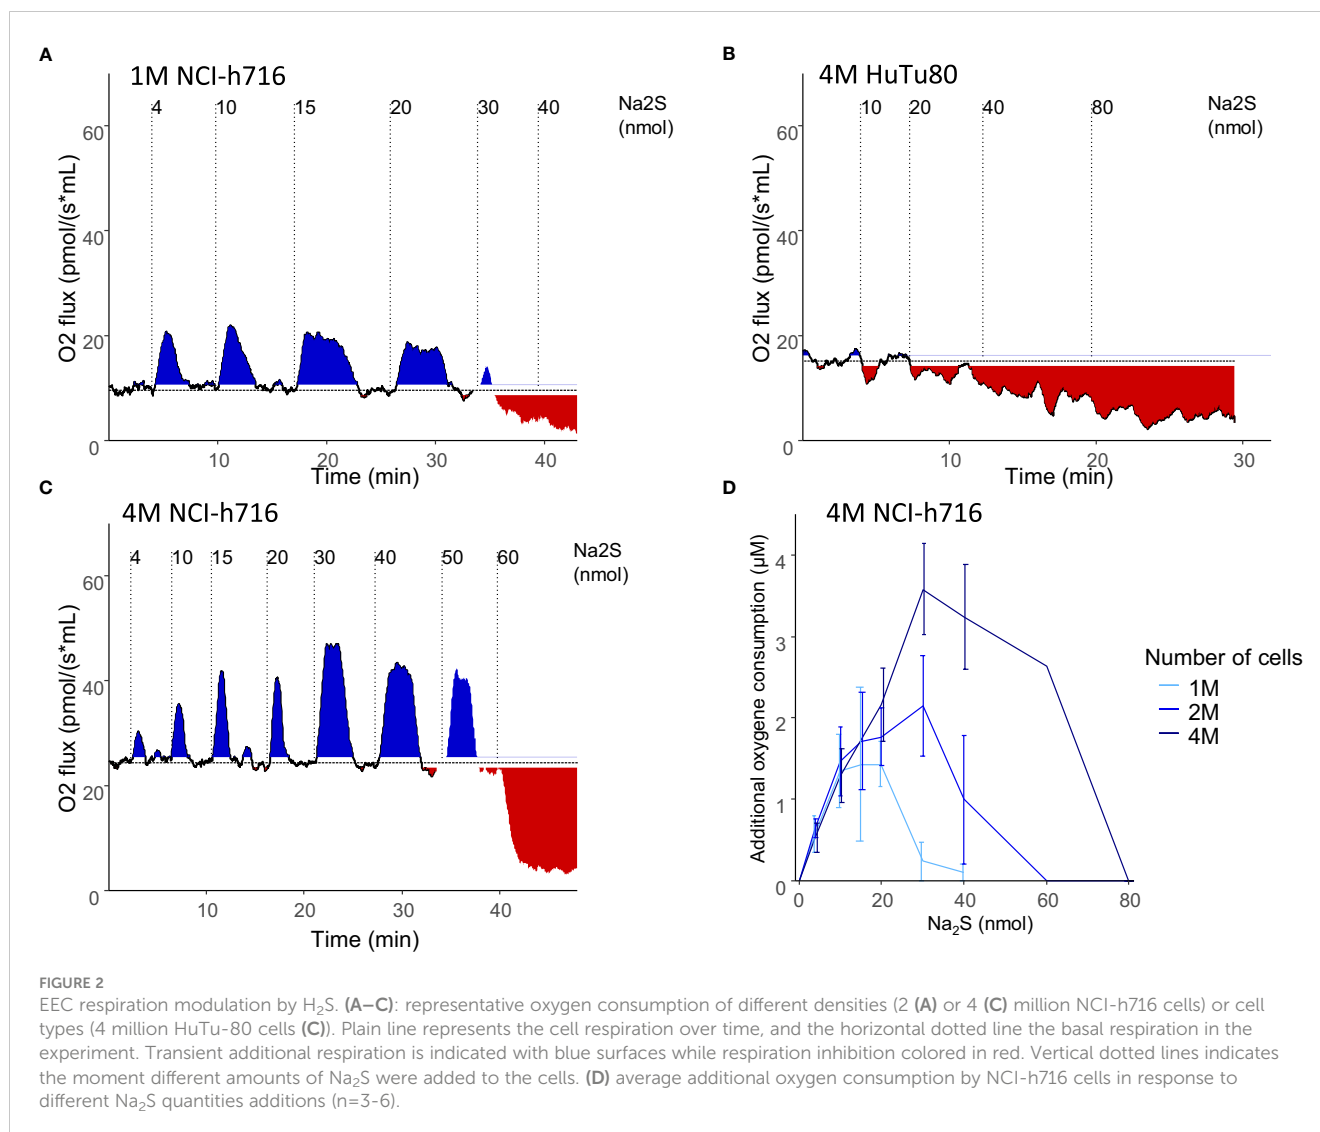 A
1M NCI-h716
4 10 15 20 30 40
Na2S
(nmol)
60
40
20
0
O2 flux (pmol/(s*mL)
10 20 30 40
Time (min)
B
4M HuTu80
10 20 40 80
Na2S
(nmol)
60
40
20
0
O2 flux (pmol/(s*mL)
10 20 30
Time (min)
C
4M NCI-h716
4 10 15 20 30 40 50 60
Na2S
(nmol)
60
40
20
0
O2 flux (pmol/(s*mL)
10 20 30 40
Time (min)
D
4M NCI-h716
4
3
2
1
0
Additional oxygene consumption (µM)
0 20 40 60 80
Na₂S (nmol)
Number of cells
1M
2M
4M
FIGURE 2
EEC respiration modulation by H₂S. (A–C): representative oxygen consumption of different densities (2 (A) or 4 (C) million NCI-h716 cells) or cell
types (4 million HuTu-80 cells (C)). Plain line represents the cell respiration over time, and the horizontal dotted line the basal respiration in the
experiment. Transient additional respiration is indicated with blue surfaces while respiration inhibition colored in red. Vertical dotted lines indicates
the moment different amounts of Na₂S were added to the cells. (D) average additional oxygen consumption by NCI-h716 cells in response to
different Na₂S quantities additions (n=3-6).